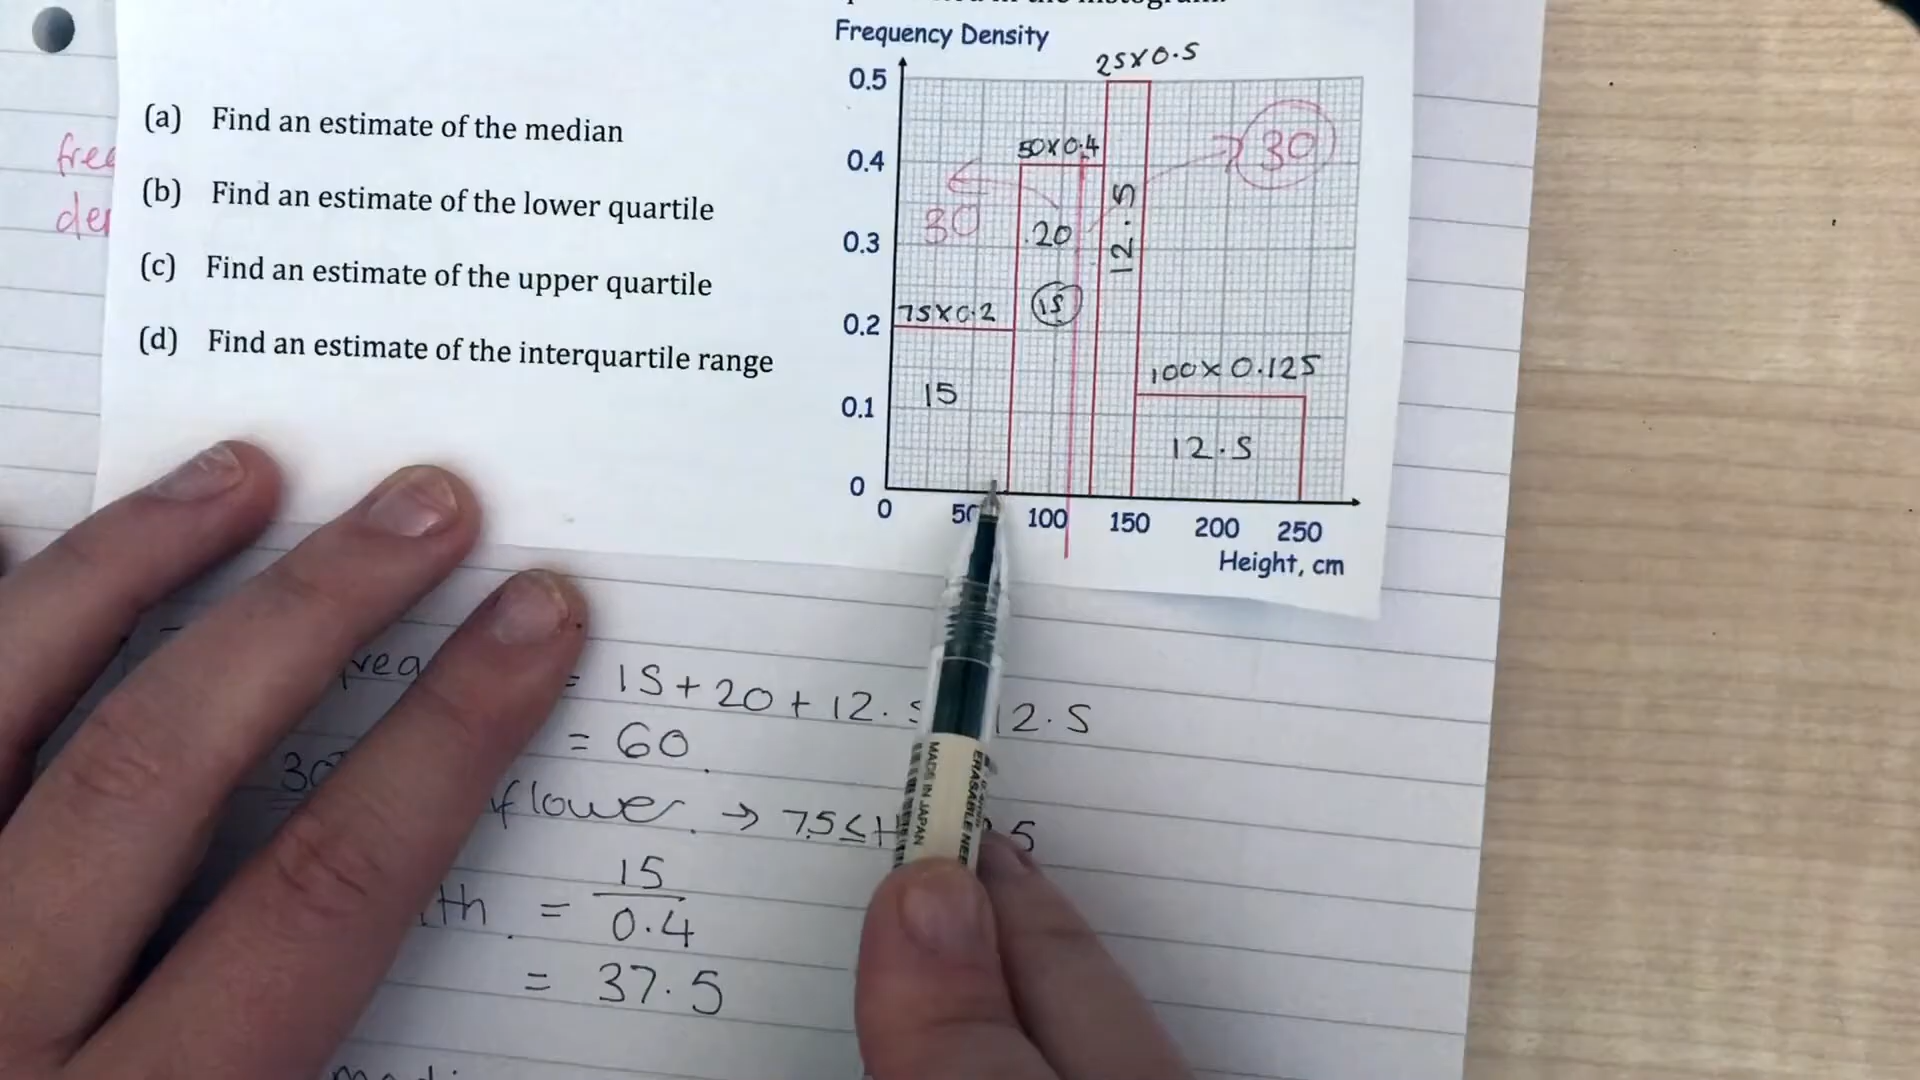 Frequency Density
25×0.5
0.5
(a) Find an estimate of the median
0.4
50×0.4
30
(b) Find an estimate of the lower quartile
0.3
30
20
12.5
(c) Find an estimate of the upper quartile
0.2
75×0.2
15
(d) Find an estimate of the interquartile range
100×0.125
0.1
15
12.5
0
0 100 150 200 250
Height, cm
= 15+20+12. 12.5
= 60.
flower. → 75≤H
= 15
0.4
= 37.5
MADE IN JAPAN